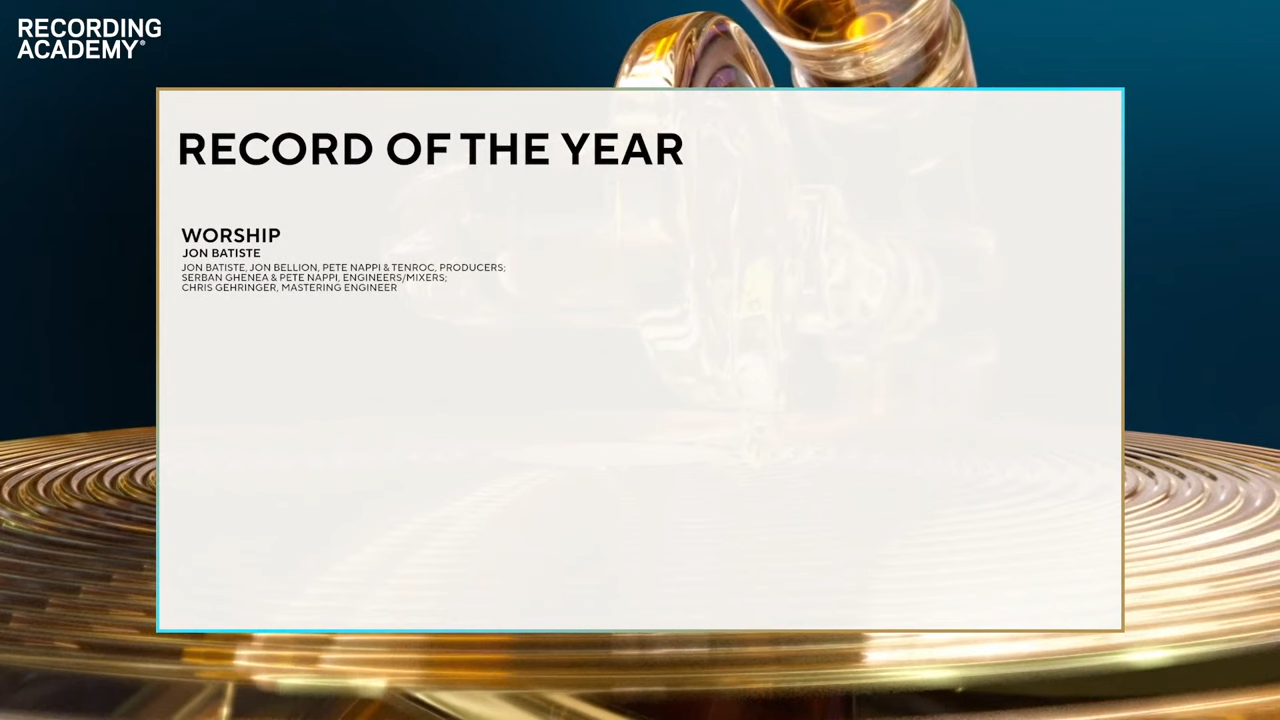 RECORDING
ACADEMY®
RECORD OF THE YEAR
WORSHIP
JON BATISTE
JON BATISTE, JON BELLION, PETE NAPPI & TENROC, PRODUCERS;
SERBAN GHENEA & PETE NAPPI, ENGINEERS/MIXERS;
CHRIS GEHRINGER, MASTERING ENGINEER